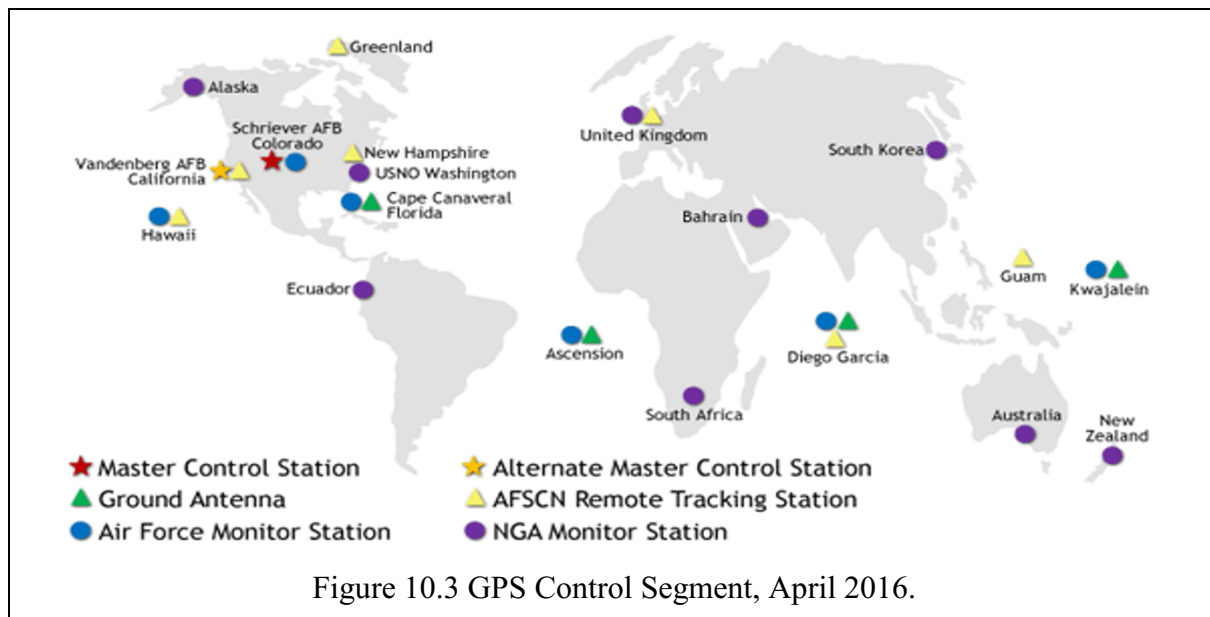 Greenland
Alaska
Schriever AFB
Colorado
Vandenberg AFB
California
New Hampshire
USNO Washington
Cape Canaveral
Florida
Hawaii
Ecuador
United Kingdom
South Korea
Bahrain
Guam
Kwajalein
Ascension
Diego Garcia
South Africa
Australia
New
Zealand
Master Control Station
Alternate Master Control Station
Ground Antenna
AFSCN Remote Tracking Station
Air Force Monitor Station
NGA Monitor Station
Figure 10.3 GPS Control Segment, April 2016.